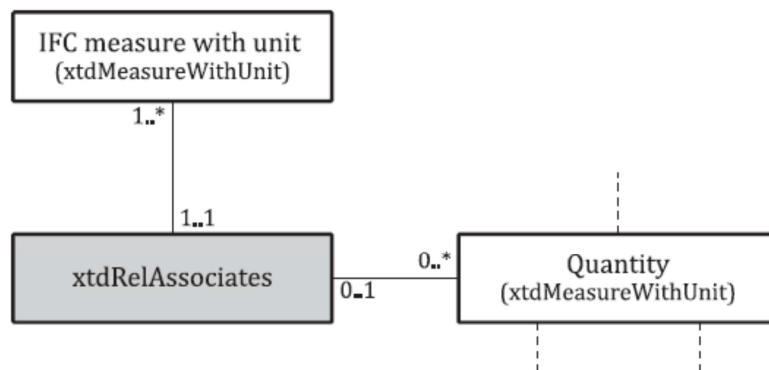 IFC measure with unit
(xtdMeasureWithUnit)
1..*
1..1
xtdRelAssociates
0..1
0..*
Quantity
(xtdMeasureWithUnit)